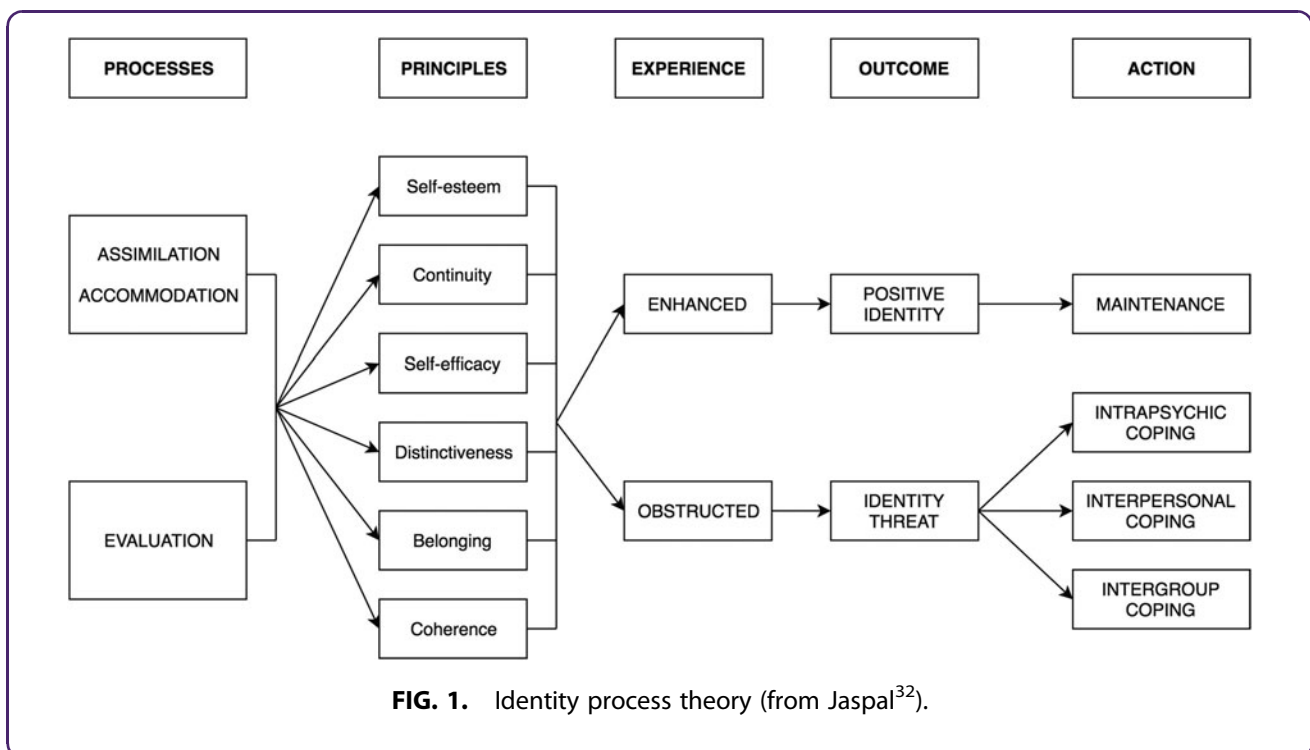 PROCESSES
PRINCIPLES
EXPERIENCE
OUTCOME
ACTION
ASSIMILATION
ACCOMMODATION
EVALUATION
Self-esteem
Continuity
Self-efficacy
Distinctiveness
Belonging
Coherence
ENHANCED
OBSTRUCTED
POSITIVE
IDENTITY
IDENTITY
THREAT
MAINTENANCE
INTRAPSYCHIC
COPING
INTERPERSONAL
COPING
INTERGROUP
COPING
FIG. 1. Identity process theory (from Jaspal32).